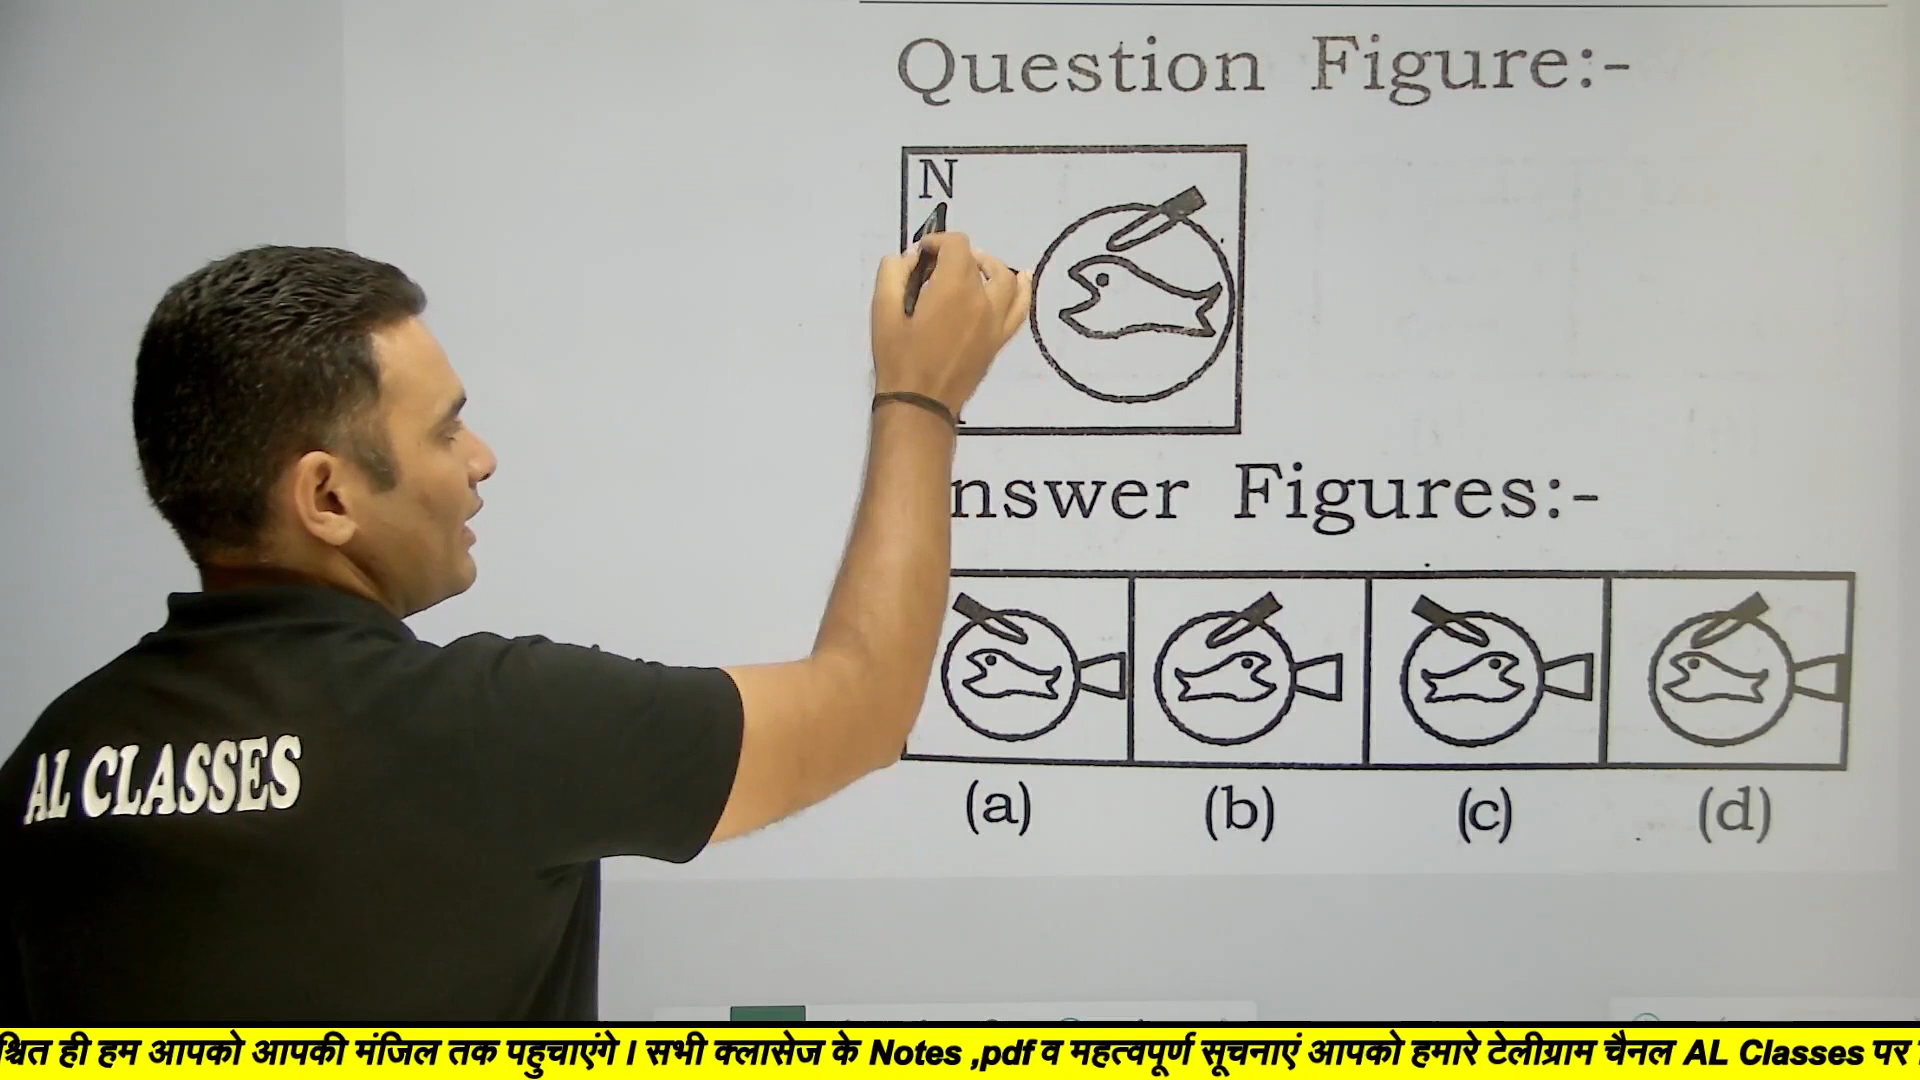 Question Figure:-
N
nswer Figures:-
(a) (b) (c) (d)
AL CLASSES
ही हम आपको आपकी मंजिल तक पहुचाएंगे । सभी क्लासेज के Notes ,pdf व महत्वपूर्ण सूचनाएं आपको हमारे टेलीग्राम चैनल AL Classes पर